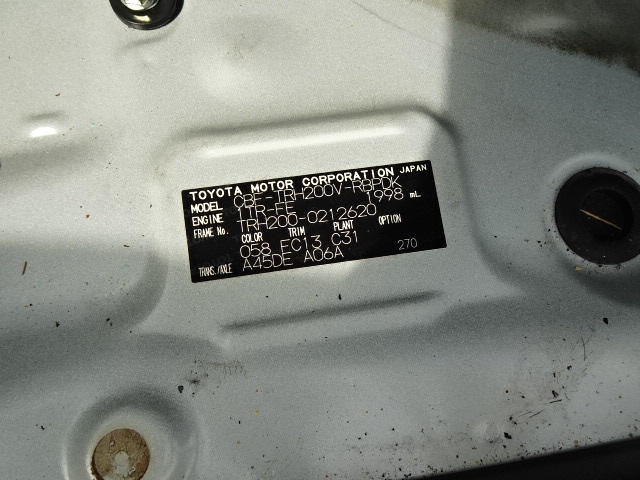 TOYOTA MOTOR CORPORATION JAPAN
MODEL CBF-TRH200V-RBPDK
ENGINE 1TR-FE 1998 mL
FRAME No. TRH200-0212620
COLOR TRIM PLANT OPTION
058 FC13 C31
TRANS./AXLE A45DE A06A 270